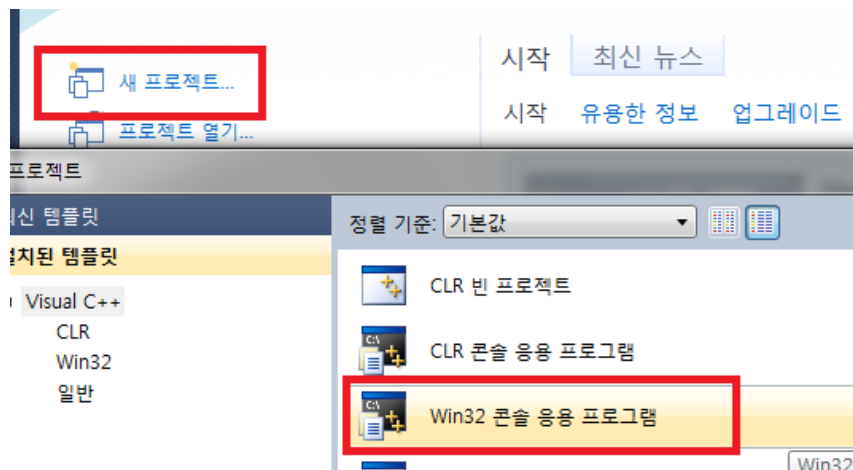 시작 최신 뉴스
새 프로젝트...
시작 유용한 정보 업그레이드
프로젝트 열기...
프로젝트
템플릿
정렬 기준: 기본값
설치된 템플릿
Visual C++
CLR 빈 프로젝트
CLR
Win32
CLR 콘솔 응용 프로그램
일반
Win32 콘솔 응용 프로그램
Win32